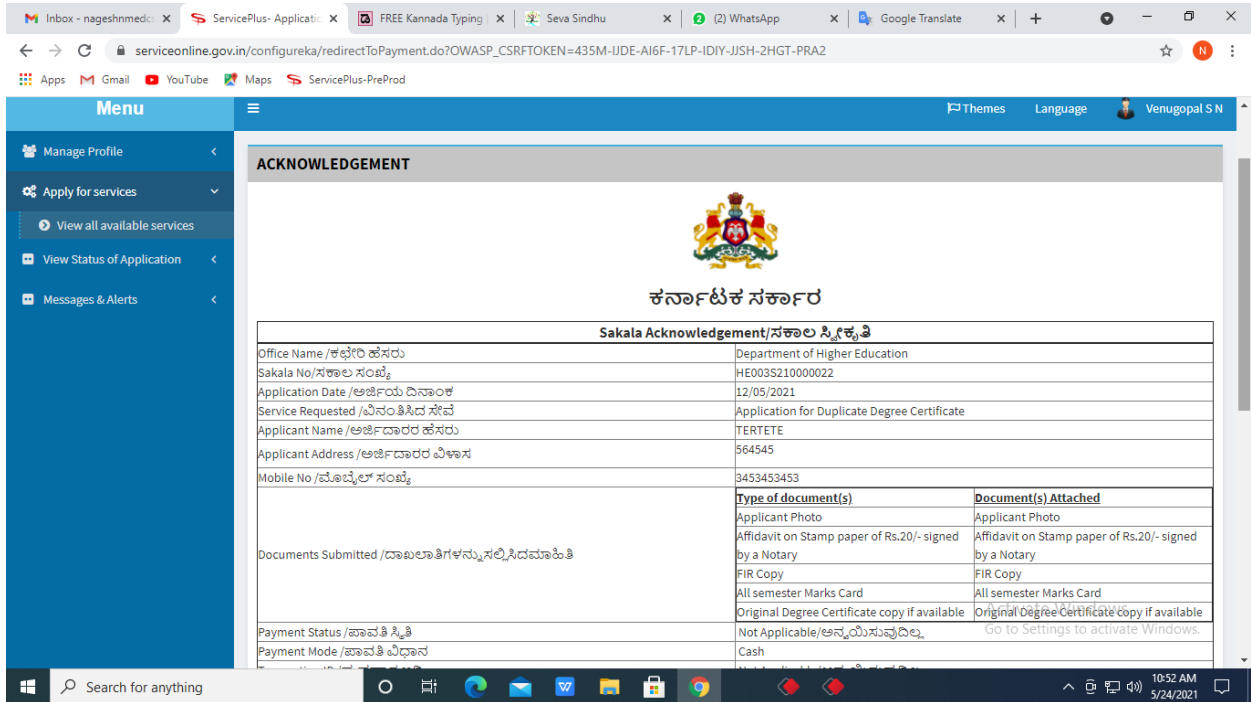 Inbox - nageshnmedc
ServicePlus- Applicatio
FREE Kannada Typing
Seva Sindhu
(2) WhatsApp
Google Translate
serviceonline.gov.in/configureka/redirectToPayment.do?OWASP_CSRFTOKEN=435M-IJDE-AI6F-17LP-IDIY-JJSH-2HGT-PRA2
N
Apps Gmail YouTube Maps ServicePlus-PreProd
Menu
Themes Language Venugopal S N
Manage Profile
Apply for services
View all available services
View Status of Application
Messages & Alerts
ACKNOWLEDGEMENT
ಕರ್ನಾಟಕ ಸರ್ಕಾರ
Sakala Acknowledgement/ಸಕಾಲ ಸ್ವೀಕೃತಿ
Office Name /ಕಛೇರಿ ಹೆಸರು Department of Higher Education
Sakala No/ಸಕಾಲ ಸಂಖ್ಯೆ HE003S210000022
Application Date /ಅರ್ಜಿಯ ದಿನಾಂಕ 12/05/2021
Service Requested /ವಿನಂತಿಸಿದ ಸೇವೆ Application for Duplicate Degree Certificate
Applicant Name /ಅರ್ಜಿದಾರರ ಹೆಸರು TERTETE
Applicant Address /ಅರ್ಜಿದಾರರ ವಿಳಾಸ 564545
Mobile No /ಮೊಬೈಲ್ ಸಂಖ್ಯೆ 3453453453
Documents Submitted /ದಾಖಲಾತಿಗಳನ್ನು ಸಲ್ಲಿಸಿದಮಾಹಿತಿ
Type of document(s) Document(s) Attached
Applicant Photo Applicant Photo
Affidavit on Stamp paper of Rs.20/- signed Affidavit on Stamp paper of Rs.20/- signed
by a Notary by a Notary
FIR Copy FIR Copy
All semester Marks Card All semester Marks Card
Original Degree Certificate copy if available Original Degree Certificate copy if available
Activate Windows
Go to Settings to activate Windows.
Payment Status /ಪಾವತಿ ಸ್ಥಿತಿ Not Applicable/ಅನ್ವಯಿಸುವುದಿಲ್ಲ
Payment Mode /ಪಾವತಿ ವಿಧಾನ Cash
Search for anything
10:52 AM
5/24/2021